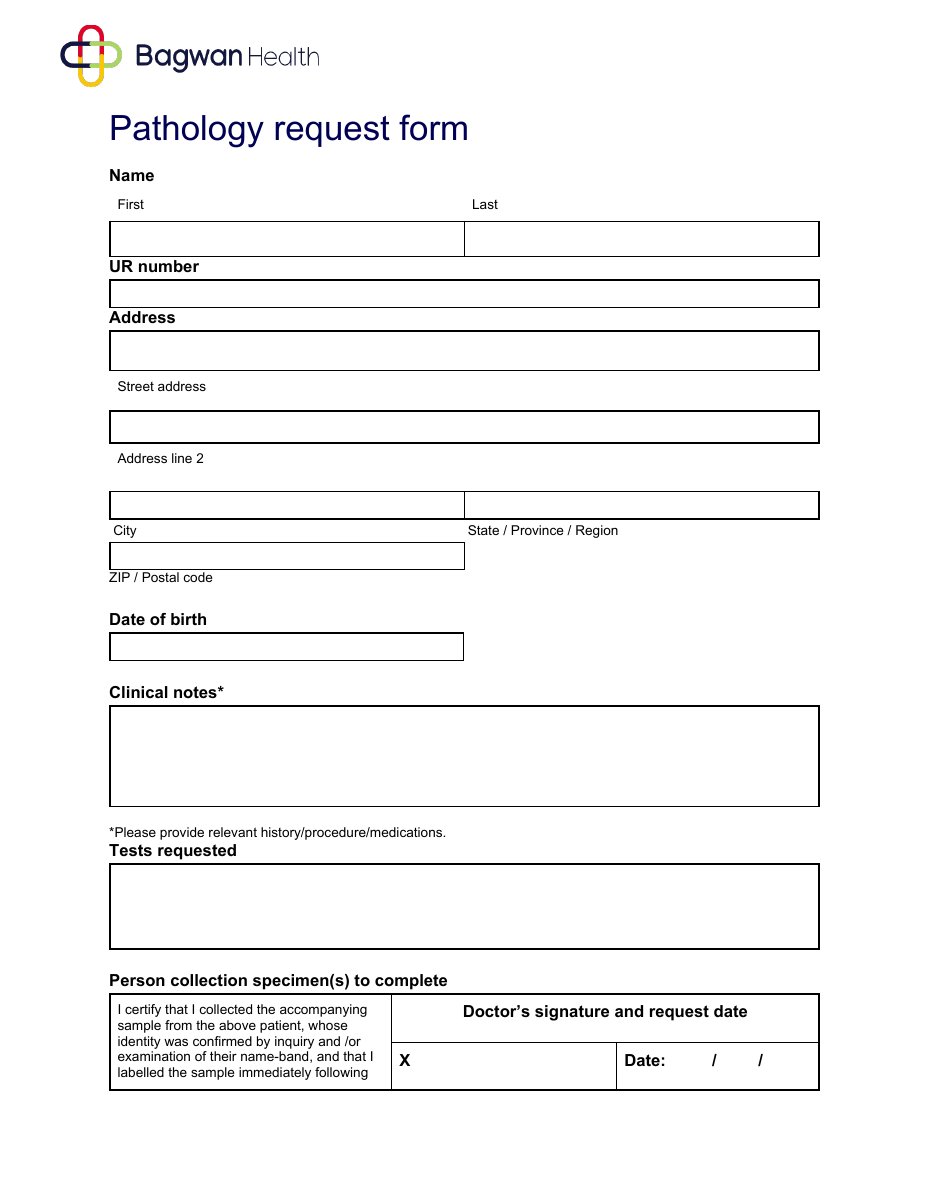 Bagwan Health
Pathology request form
Name
First Last
UR number
Address
Street address
Address line 2
City State / Province / Region
ZIP / Postal code
Date of birth
Clinical notes*
*Please provide relevant history/procedure/medications.
Tests requested
Person collection specimen(s) to complete
I certify that I collected the accompanying
sample from the above patient, whose
identity was confirmed by inquiry and /or
examination of their name-band, and that I
labelled the sample immediately following
Doctor’s signature and request date
X Date: / /